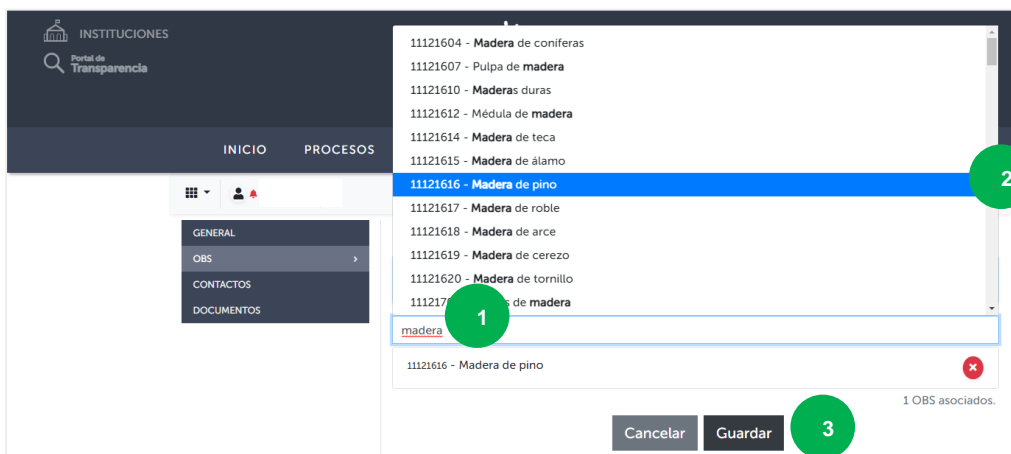 INSTITUCIONES
Portal de
Transparencia
INICIO PROCESOS
GENERAL
OBS
CONTACTOS
DOCUMENTOS
11121604 - Madera de coníferas
11121607 - Pulpa de madera
11121610 - Maderas duras
11121612 - Médula de madera
11121614 - Madera de teca
11121615 - Madera de álamo
11121616 - Madera de pino
2
11121617 - Madera de roble
11121618 - Madera de arce
11121619 - Madera de cerezo
11121620 - Madera de tornillo
de madera
1
madera
11121616 - Madera de pino
1 OBS asociados.
Cancelar Guardar
3